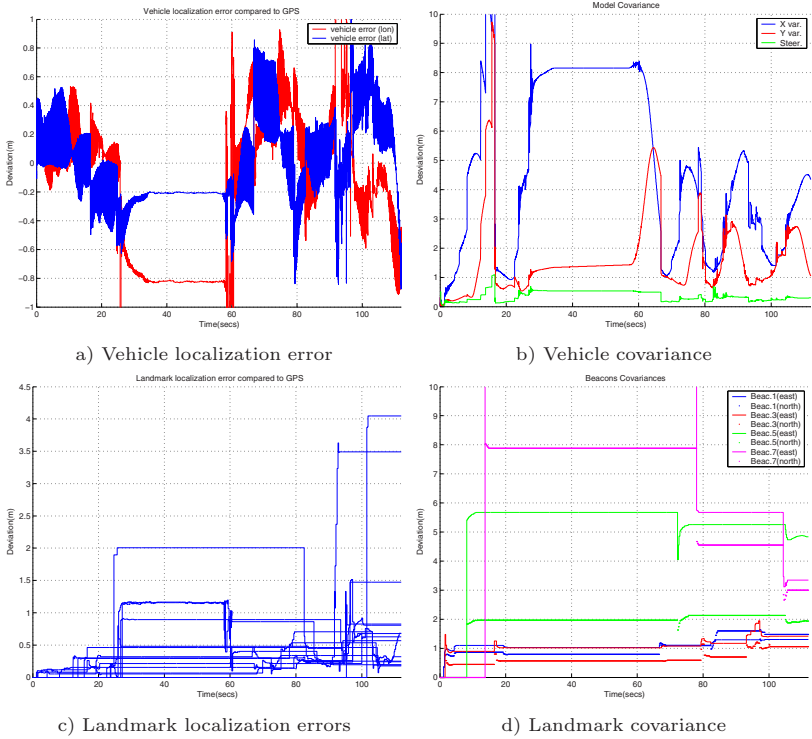 Vehicle localization error compared to GPS
vehicle error (lon)
vehicle error (lat)
Deviation(m)
1
0.8
0.6
0.4
0.2
0
−0.2
−0.4
−0.6
−0.8
−1
0 20 40 60 80 100
Time(secs)
a) Vehicle localization error
Model Covariance
X var.
Y var.
Steer.
Desviation(m)
10
9
8
7
6
5
4
3
2
1
0
0 20 40 60 80 100
Time(secs)
b) Vehicle covariance
Landmark localization error compared to GPS
Deviation(m)
4.5
4
3.5
3
2.5
2
1.5
1
0.5
0
0 20 40 60 80 100
Time(secs)
c) Landmark localization errors
Beacons Covariances
Beac.1(east)
Beac.1(north)
Beac.3(east)
Beac.3(north)
Beac.5(east)
Beac.5(north)
Beac.7(east)
Beac.7(north)
Deviation(m)
10
9
8
7
6
5
4
3
2
1
0
0 20 40 60 80 100
Time(secs)
d) Landmark covariance